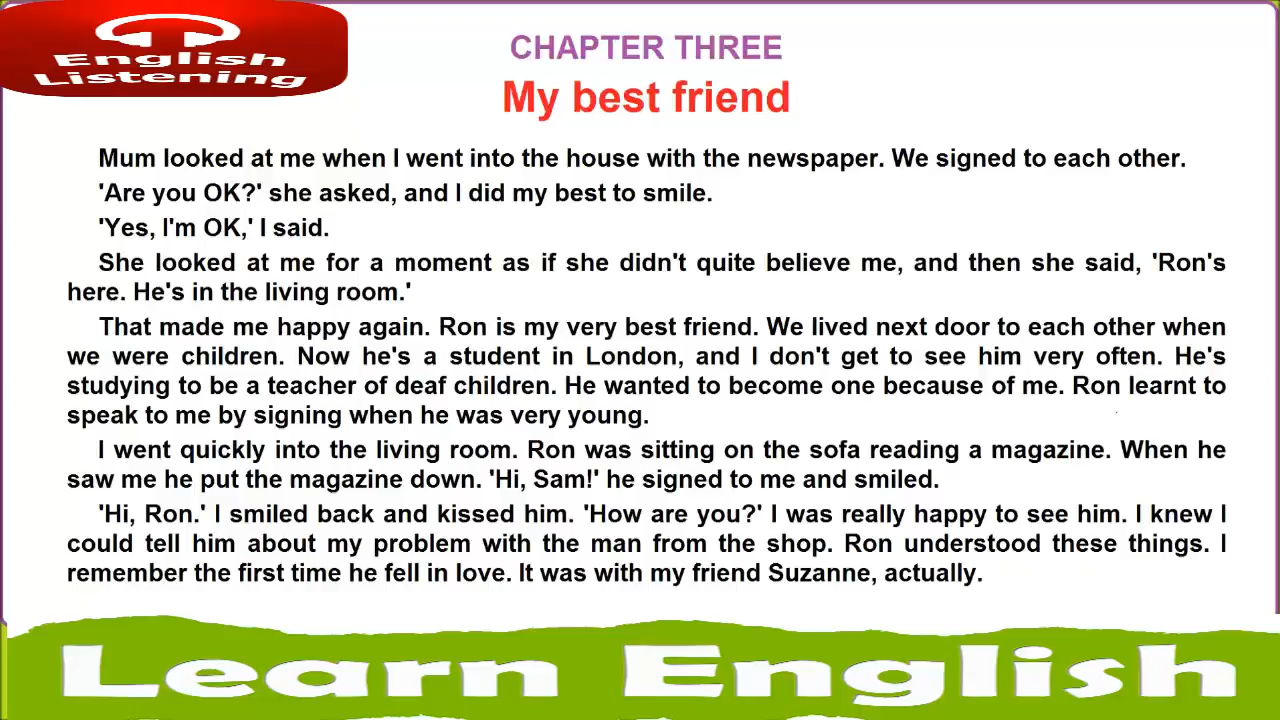 English
Listening
CHAPTER THREE
My best friend
Mum looked at me when I went into the house with the newspaper. We signed to each other.
'Are you OK?' she asked, and I did my best to smile.
'Yes, I'm OK,' I said.
She looked at me for a moment as if she didn't quite believe me, and then she said, 'Ron's
here. He's in the living room.'
That made me happy again. Ron is my very best friend. We lived next door to each other when
we were children. Now he's a student in London, and I don't get to see him very often. He's
studying to be a teacher of deaf children. He wanted to become one because of me. Ron learnt to
speak to me by signing when he was very young.
I went quickly into the living room. Ron was sitting on the sofa reading a magazine. When he
saw me he put the magazine down. 'Hi, Sam!' he signed to me and smiled.
'Hi, Ron.' I smiled back and kissed him. 'How are you?' I was really happy to see him. I knew I
could tell him about my problem with the man from the shop. Ron understood these things. I
remember the first time he fell in love. It was with my friend Suzanne, actually.
Learn English